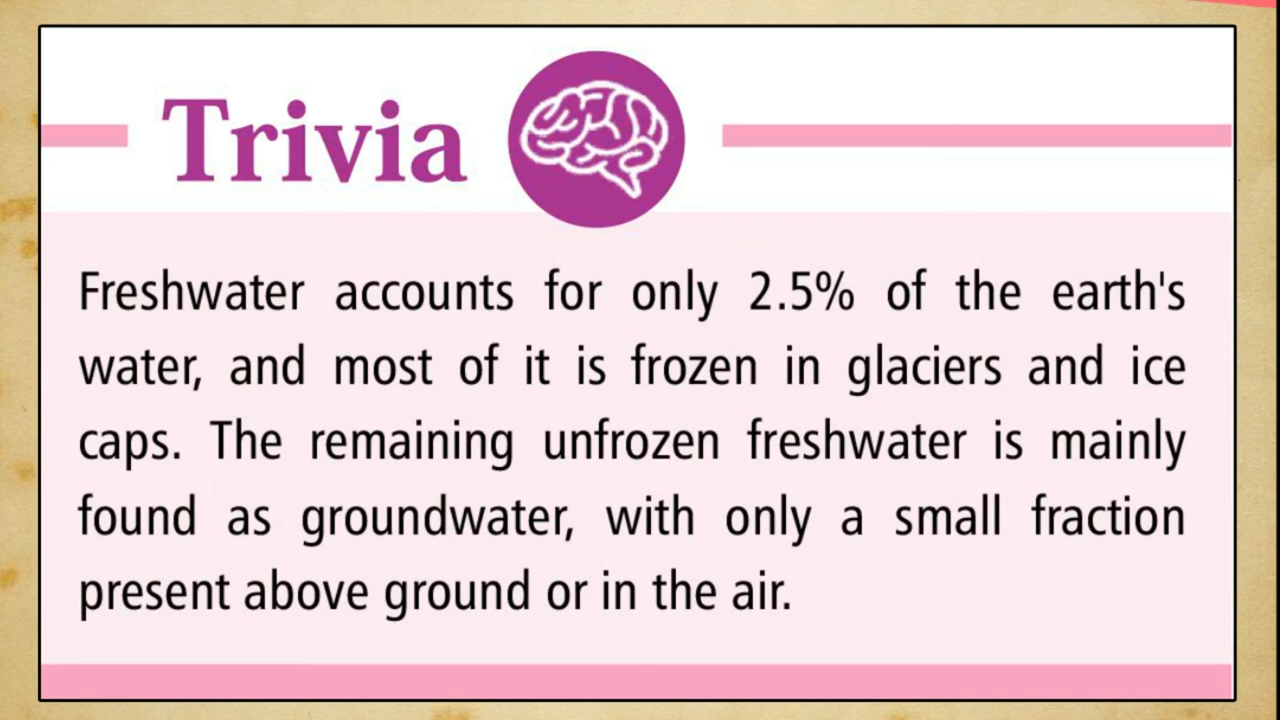 Trivia
Freshwater accounts for only 2.5% of the earth's
water, and most of it is frozen in glaciers and ice
caps. The remaining unfrozen freshwater is mainly
found as groundwater, with only a small fraction
present above ground or in the air.